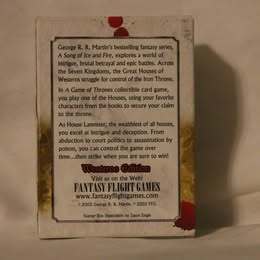 George R. R. Martin's bestselling fantasy series,
A Song of Ice and Fire, explores a world of
intrigue, brutal betrayal and epic battles. Across
the Seven Kingdoms, the Great Houses of
Westeros struggle for control of the Iron Throne.
In A Game of Thrones collectible card game,
you play one of the Houses, using your favorite
characters from the books to secure your claim
to the throne.
As House Lannister, the wealthiest of all houses,
you excel at intrigue and deception. From
abduction to court politics to assassination by
poison, you can control the game over
time...then strike when you are sure to win!
Westeros Edition
Visit us on the Web!
FANTASY FLIGHT GAMES
www.fantasyflightgames.com
©2002 George R. R. Martin. ©2002 FFG.